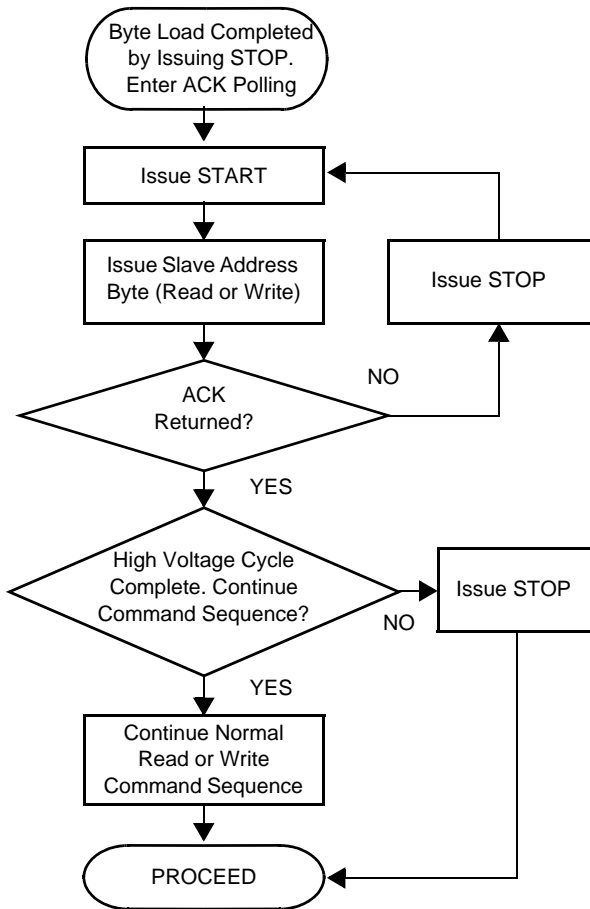 Byte Load Completed
by Issuing STOP.
Enter ACK Polling
Issue START
Issue Slave Address
Byte (Read or Write)
Issue STOP
ACK
Returned?
NO
YES
High Voltage Cycle
Complete. Continue
Command Sequence?
Issue STOP
NO
YES
Continue Normal
Read or Write
Command Sequence
PROCEED